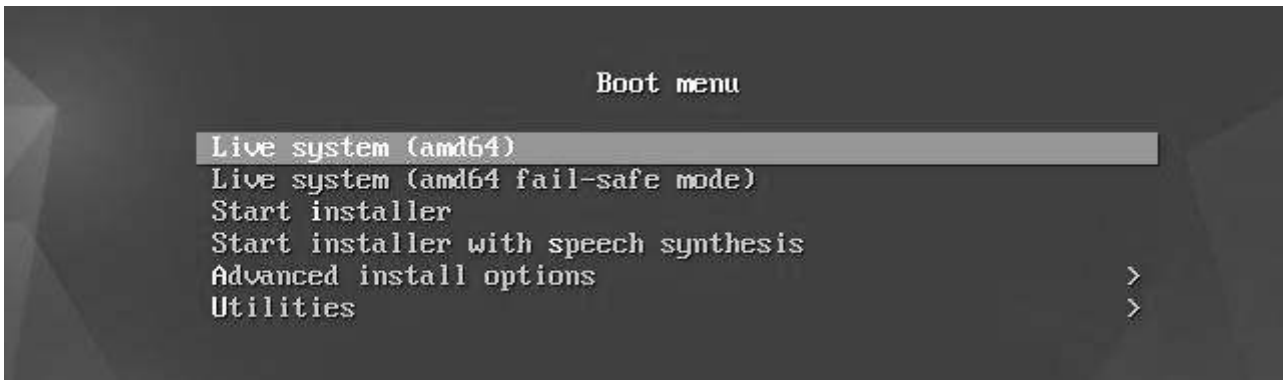 Boot menu
Live system (amd64)
Live system (amd64 fail-safe mode)
Start installer
Start installer with speech synthesis
Advanced install options >
Utilities >